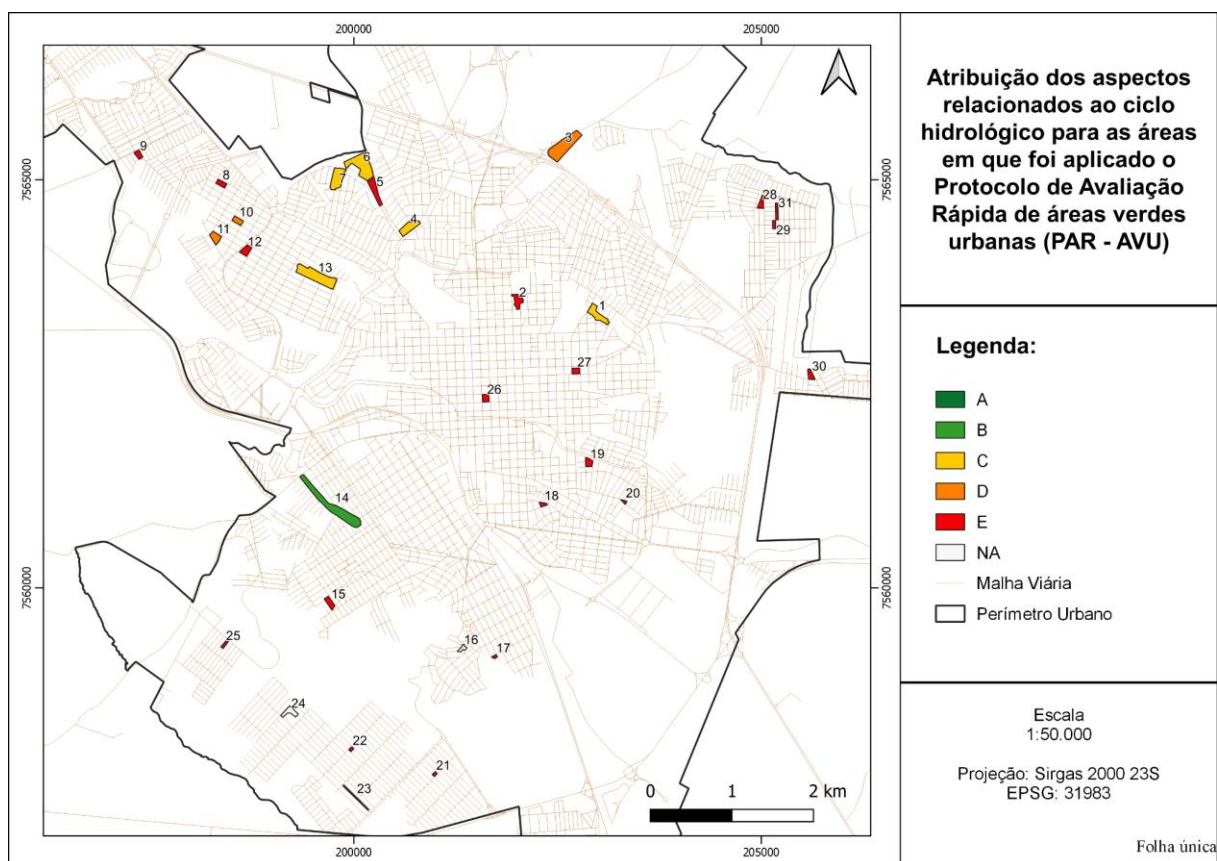 200000
205000
7565000
7565000
7560000
7560000
200000
205000
9
8
10
11
12
7
6
5
4
13
3
2
1
28
31
29
27
26
30
19
18
20
14
15
25
16
17
24
22
21
23
0
1
2 km
Atribuição dos aspectos
relacionados ao ciclo
hidrológico para as áreas
em que foi aplicado o
Protocolo de Avaliação
Rápida de áreas verdes
urbanas (PAR - AVU)
Legenda:
A
B
C
D
E
NA
Malha Viária
Perímetro Urbano
Escala
1:50.000
Projeção: Sirgas 2000 23S
EPSG: 31983
Folha única